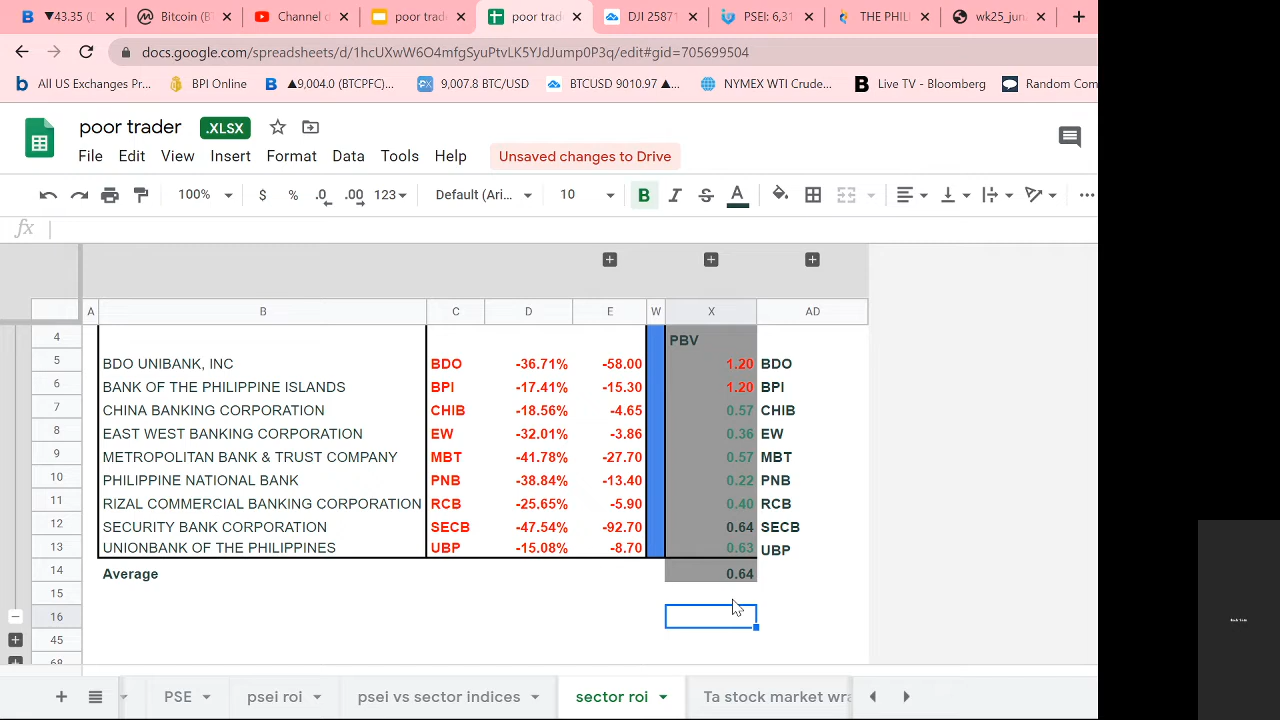 ▼43.35 (
Bitcoin (B
Channel d
poor trad
poor trad
DJI 25871
PSEi 6,31
THE PHIL
wk25_jun
docs.google.com/spreadsheets/d/1hcUXJxW6O4mfgSyuPtvLK5YJdJump0P3q/edit#gid=705699504
All US Exchanges Pr...
BPI Online
▲9,004.0 (BTCPFC)...
9,007.8 BTC/USD
BTCUSD 9010.97 ▲...
NYMEX WTI Crude...
Live TV - Bloomberg
Random Com
poor trader .XLSX
File Edit View Insert Format Data Tools Help Unsaved changes to Drive
100% $ % .0 .00 123 Default (Ari... 10 B I S A ...
fx
A B C D E W X AD
4 PBV
5 BDO UNIBANK, INC BDO -36.71% -58.00 1.20 BDO
6 BANK OF THE PHILIPPINE ISLANDS BPI -17.41% -15.30 1.20 BPI
7 CHINA BANKING CORPORATION CHIB -18.56% -4.65 0.57 CHIB
8 EAST WEST BANKING CORPORATION EW -32.01% -3.86 0.36 EW
9 METROPOLITAN BANK & TRUST COMPANY MBT -41.78% -27.70 0.57 MBT
10 PHILIPPINE NATIONAL BANK PNB -38.84% -13.40 0.22 PNB
11 RIZAL COMMERCIAL BANKING CORPORATION RCB -25.65% -5.90 0.40 RCB
12 SECURITY BANK CORPORATION SECB -47.54% -92.70 0.64 SECB
13 UNIONBANK OF THE PHILIPPINES UBP -15.08% -8.70 0.63 UBP
14 Average 0.64
15
16
45
68
PSE psei roi psei vs sector indices sector roi Ta stock market wra